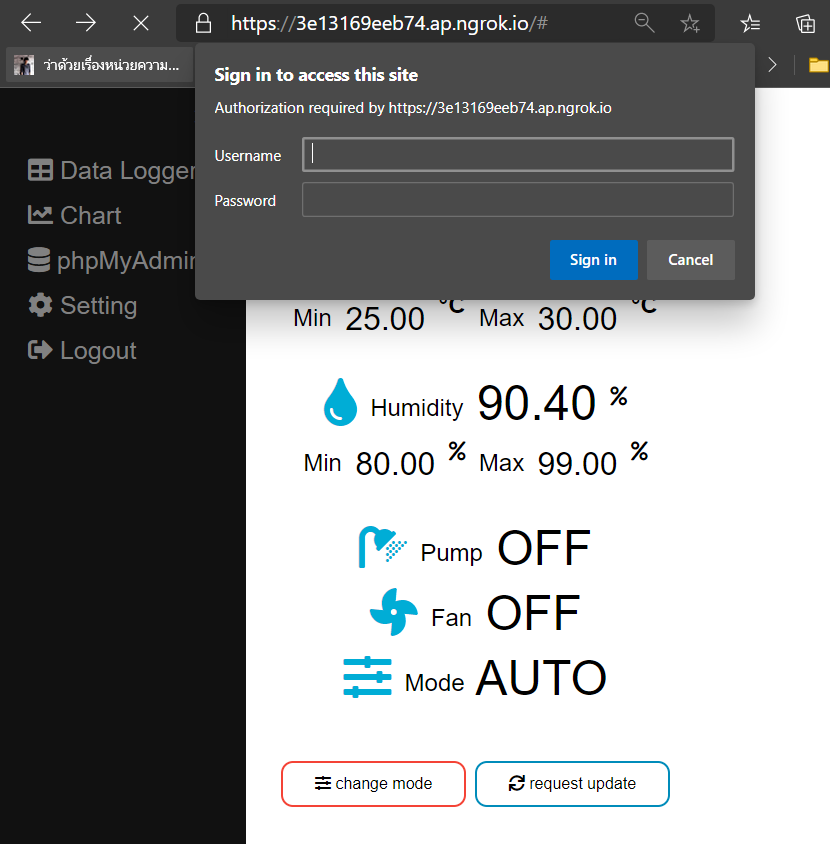 https://3e13169eeb74.ap.ngrok.io/#
ว่าด้วยเรื่องหน่วยความ...
Sign in to access this site
Authorization required by https://3e13169eeb74.ap.ngrok.io
Username
Password
Sign in
Cancel
Data Logger
Chart
phpMyAdmin
Setting
Logout
Min 25.00 °C Max 30.00 °C
Humidity 90.40 %
Min 80.00 % Max 99.00 %
Pump OFF
Fan OFF
Mode AUTO
change mode
request update